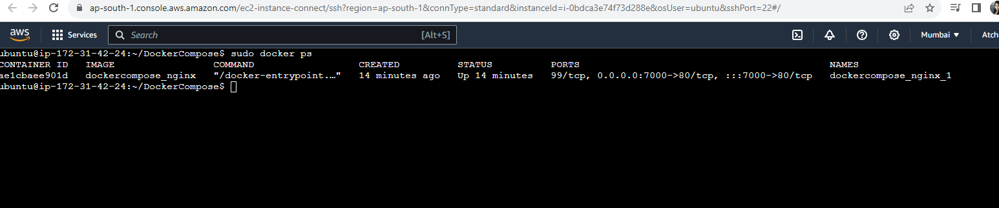 ap-south-1.console.aws.amazon.com/ec2-instance-connect/ssh?region=ap-south-1&connType=standard&instanceId=i-0bdca3e74f73d288e&osUser=ubuntu&sshPort=22#/
aws Services Search [Alt+S] Mumbai Atch
ubuntu@ip-172-31-42-24:~/DockerCompose$ sudo docker ps
CONTAINER ID IMAGE COMMAND CREATED STATUS PORTS NAMES
ae1cbaee901d dockercompose_nginx "/docker-entrypoint.…" 14 minutes ago Up 14 minutes 99/tcp, 0.0.0.0:7000->80/tcp, :::7000->80/tcp dockercompose_nginx_1
ubuntu@ip-172-31-42-24:~/DockerCompose$